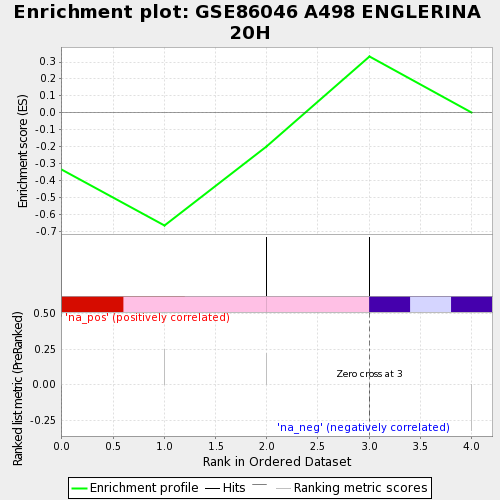 Enrichment plot: GSE86046 A498 ENGLERINA
20H
Enrichment score (ES)
0.3
0.2
0.1
0.0
-0.1
-0.2
-0.3
-0.4
-0.5
-0.6
-0.7
Ranked list metric (PreRanked)
0.50
0.25
0.00
-0.25
'na_pos' (positively correlated)
Zero cross at 3
'na_neg' (negatively correlated)
0.0 0.5 1.0 1.5 2.0 2.5 3.0 3.5 4.0
Rank in Ordered Dataset
Enrichment profile Hits Ranking metric scores